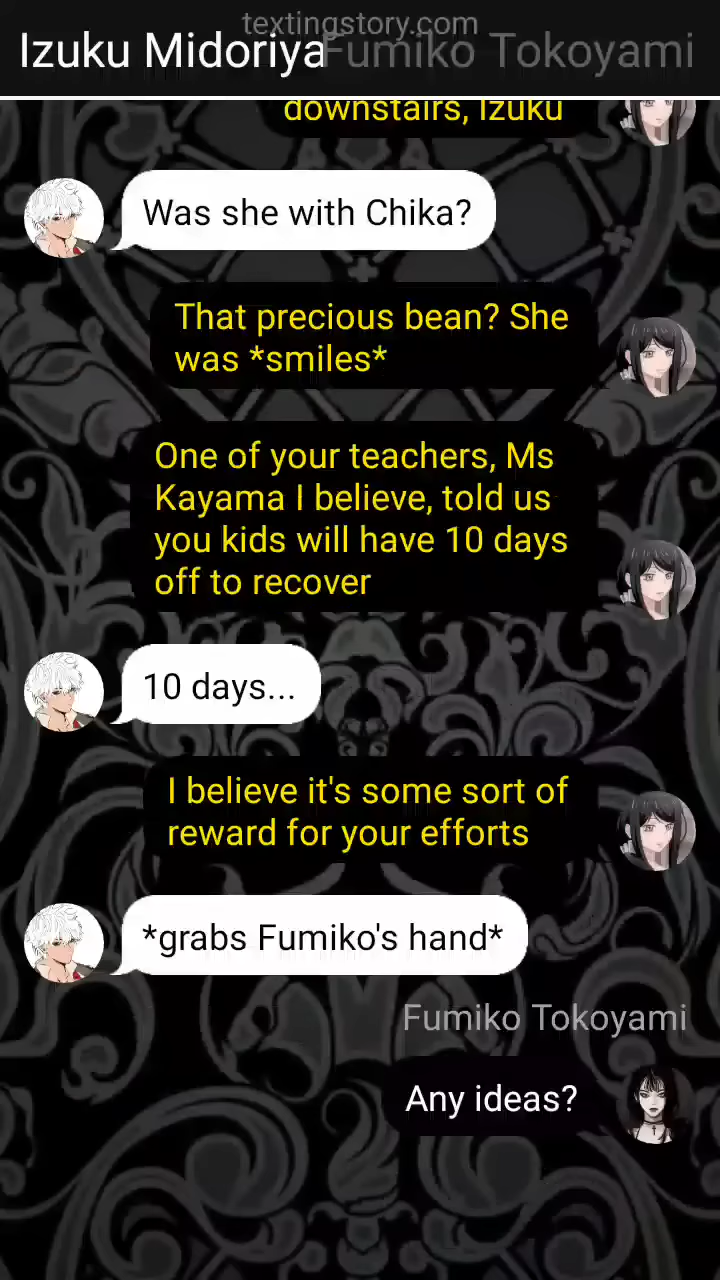 textingstory.com
Izuku Midoriya
Fumiko Tokoyami
downstairs, Izuku
Was she with Chika?
That precious bean? She
was *smiles*
One of your teachers, Ms
Kayama I believe, told us
you kids will have 10 days
off to recover
10 days...
I believe it's some sort of
reward for your efforts
*grabs Fumiko's hand*
Fumiko Tokoyami
Any ideas?